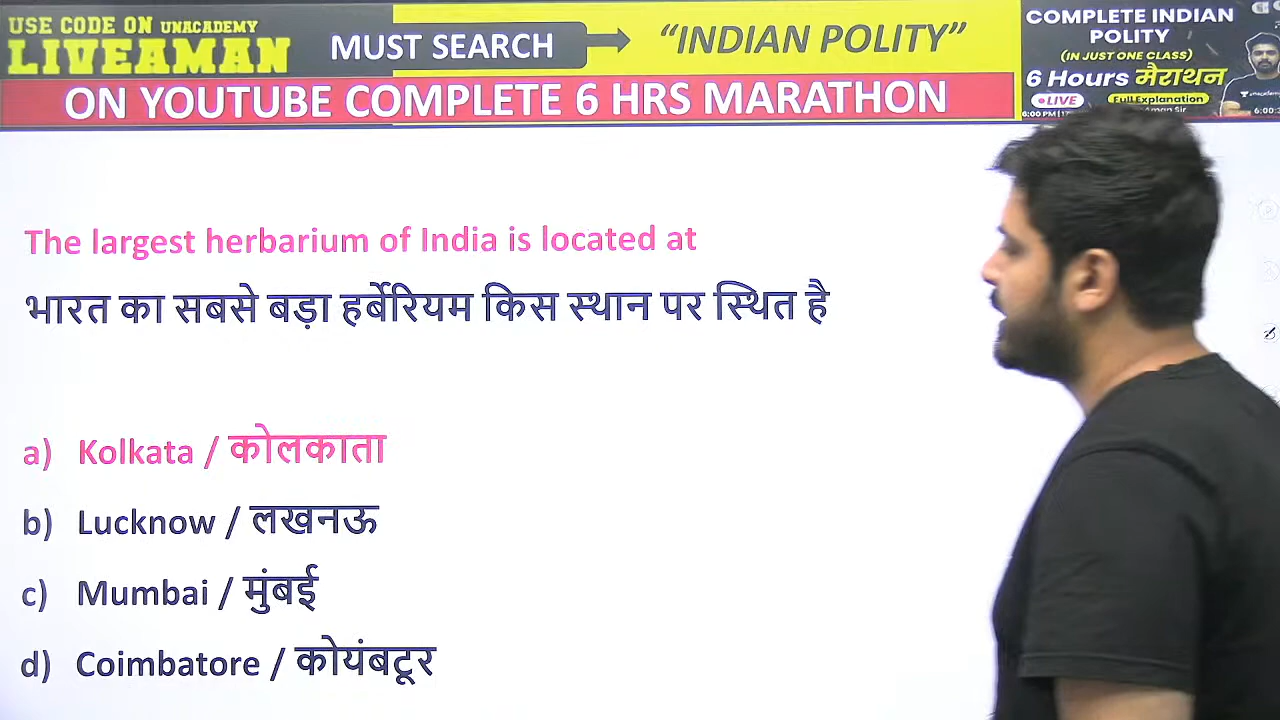 USE CODE ON UNACADEMY
LIVEAMAN
MUST SEARCH
"INDIAN POLITY"
ON YOUTUBE COMPLETE 6 HRS MARATHON
COMPLETE INDIAN
POLITY
(IN JUST ONE CLASS)
6 Hours मैराथन
LIVE
Full Explanation
Aman Sir
The largest herbarium of India is located at
भारत का सबसे बड़ा हर्बेरियम किस स्थान पर स्थित है
a) Kolkata / कोलकाता
b) Lucknow / लखनऊ
c) Mumbai / मुंबई
d) Coimbatore / कोयंबटूर